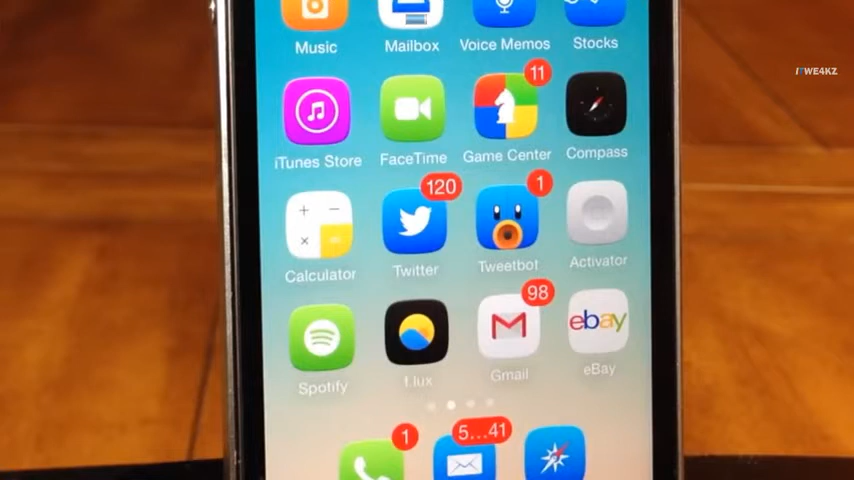 Music Mailbox Voice Memos Stocks
ITWE4KZ
11
iTunes Store FaceTime Game Center Compass
120 1
Calculator Twitter Tweetbot Activator
98
ebay
Spotify f.lux Gmail eBay
1 5...41